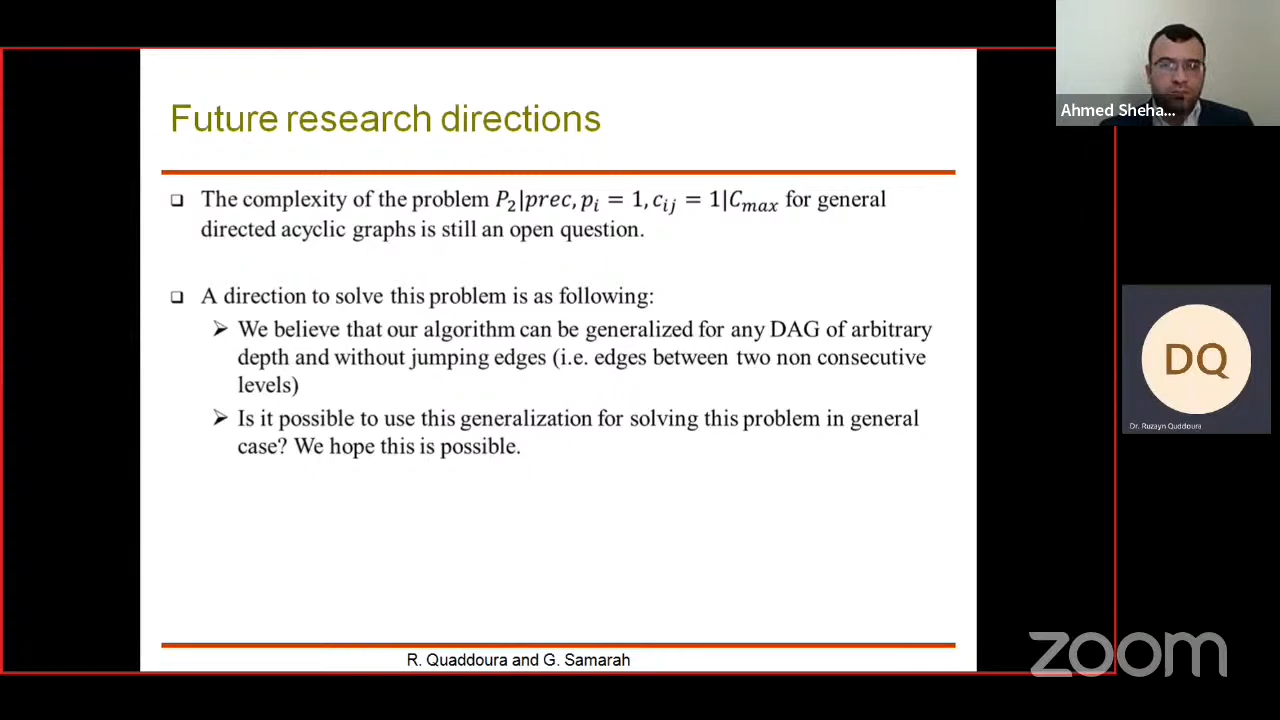 Ahmed Sheha...
Future research directions
❑ The complexity of the problem P₂|prec, pᵢ = 1, cᵢⱼ = 1|Cₘₐₓ for general
directed acyclic graphs is still an open question.
❑ A direction to solve this problem is as following:
➢ We believe that our algorithm can be generalized for any DAG of arbitrary
depth and without jumping edges (i.e. edges between two non consecutive
levels)
➢ Is it possible to use this generalization for solving this problem in general
case? We hope this is possible.
R. Quaddoura and G. Samarah
DQ
Dr. Ruzayn Quddoura
zoom